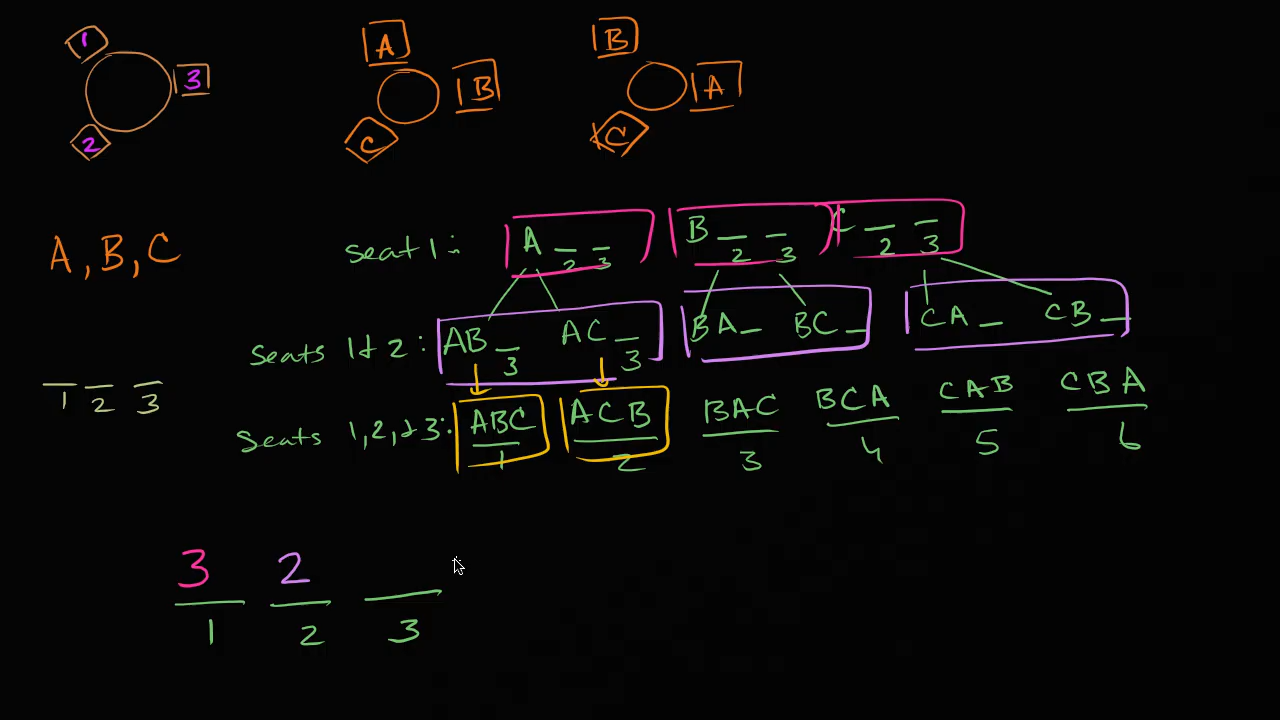 1 3 2
A B C
B A C
A, B, C
seat 1: A _ _ B _ _ C _ _
2 3 2 3 2 3
seats 1 & 2: AB _ AC _ BA _ BC _ CA _ CB _
3 3
1 2 3
seats 1, 2, & 3: ABC ACB BAC BCA CAB CBA
1 2 3 4 5 6
3 2
1 2 3